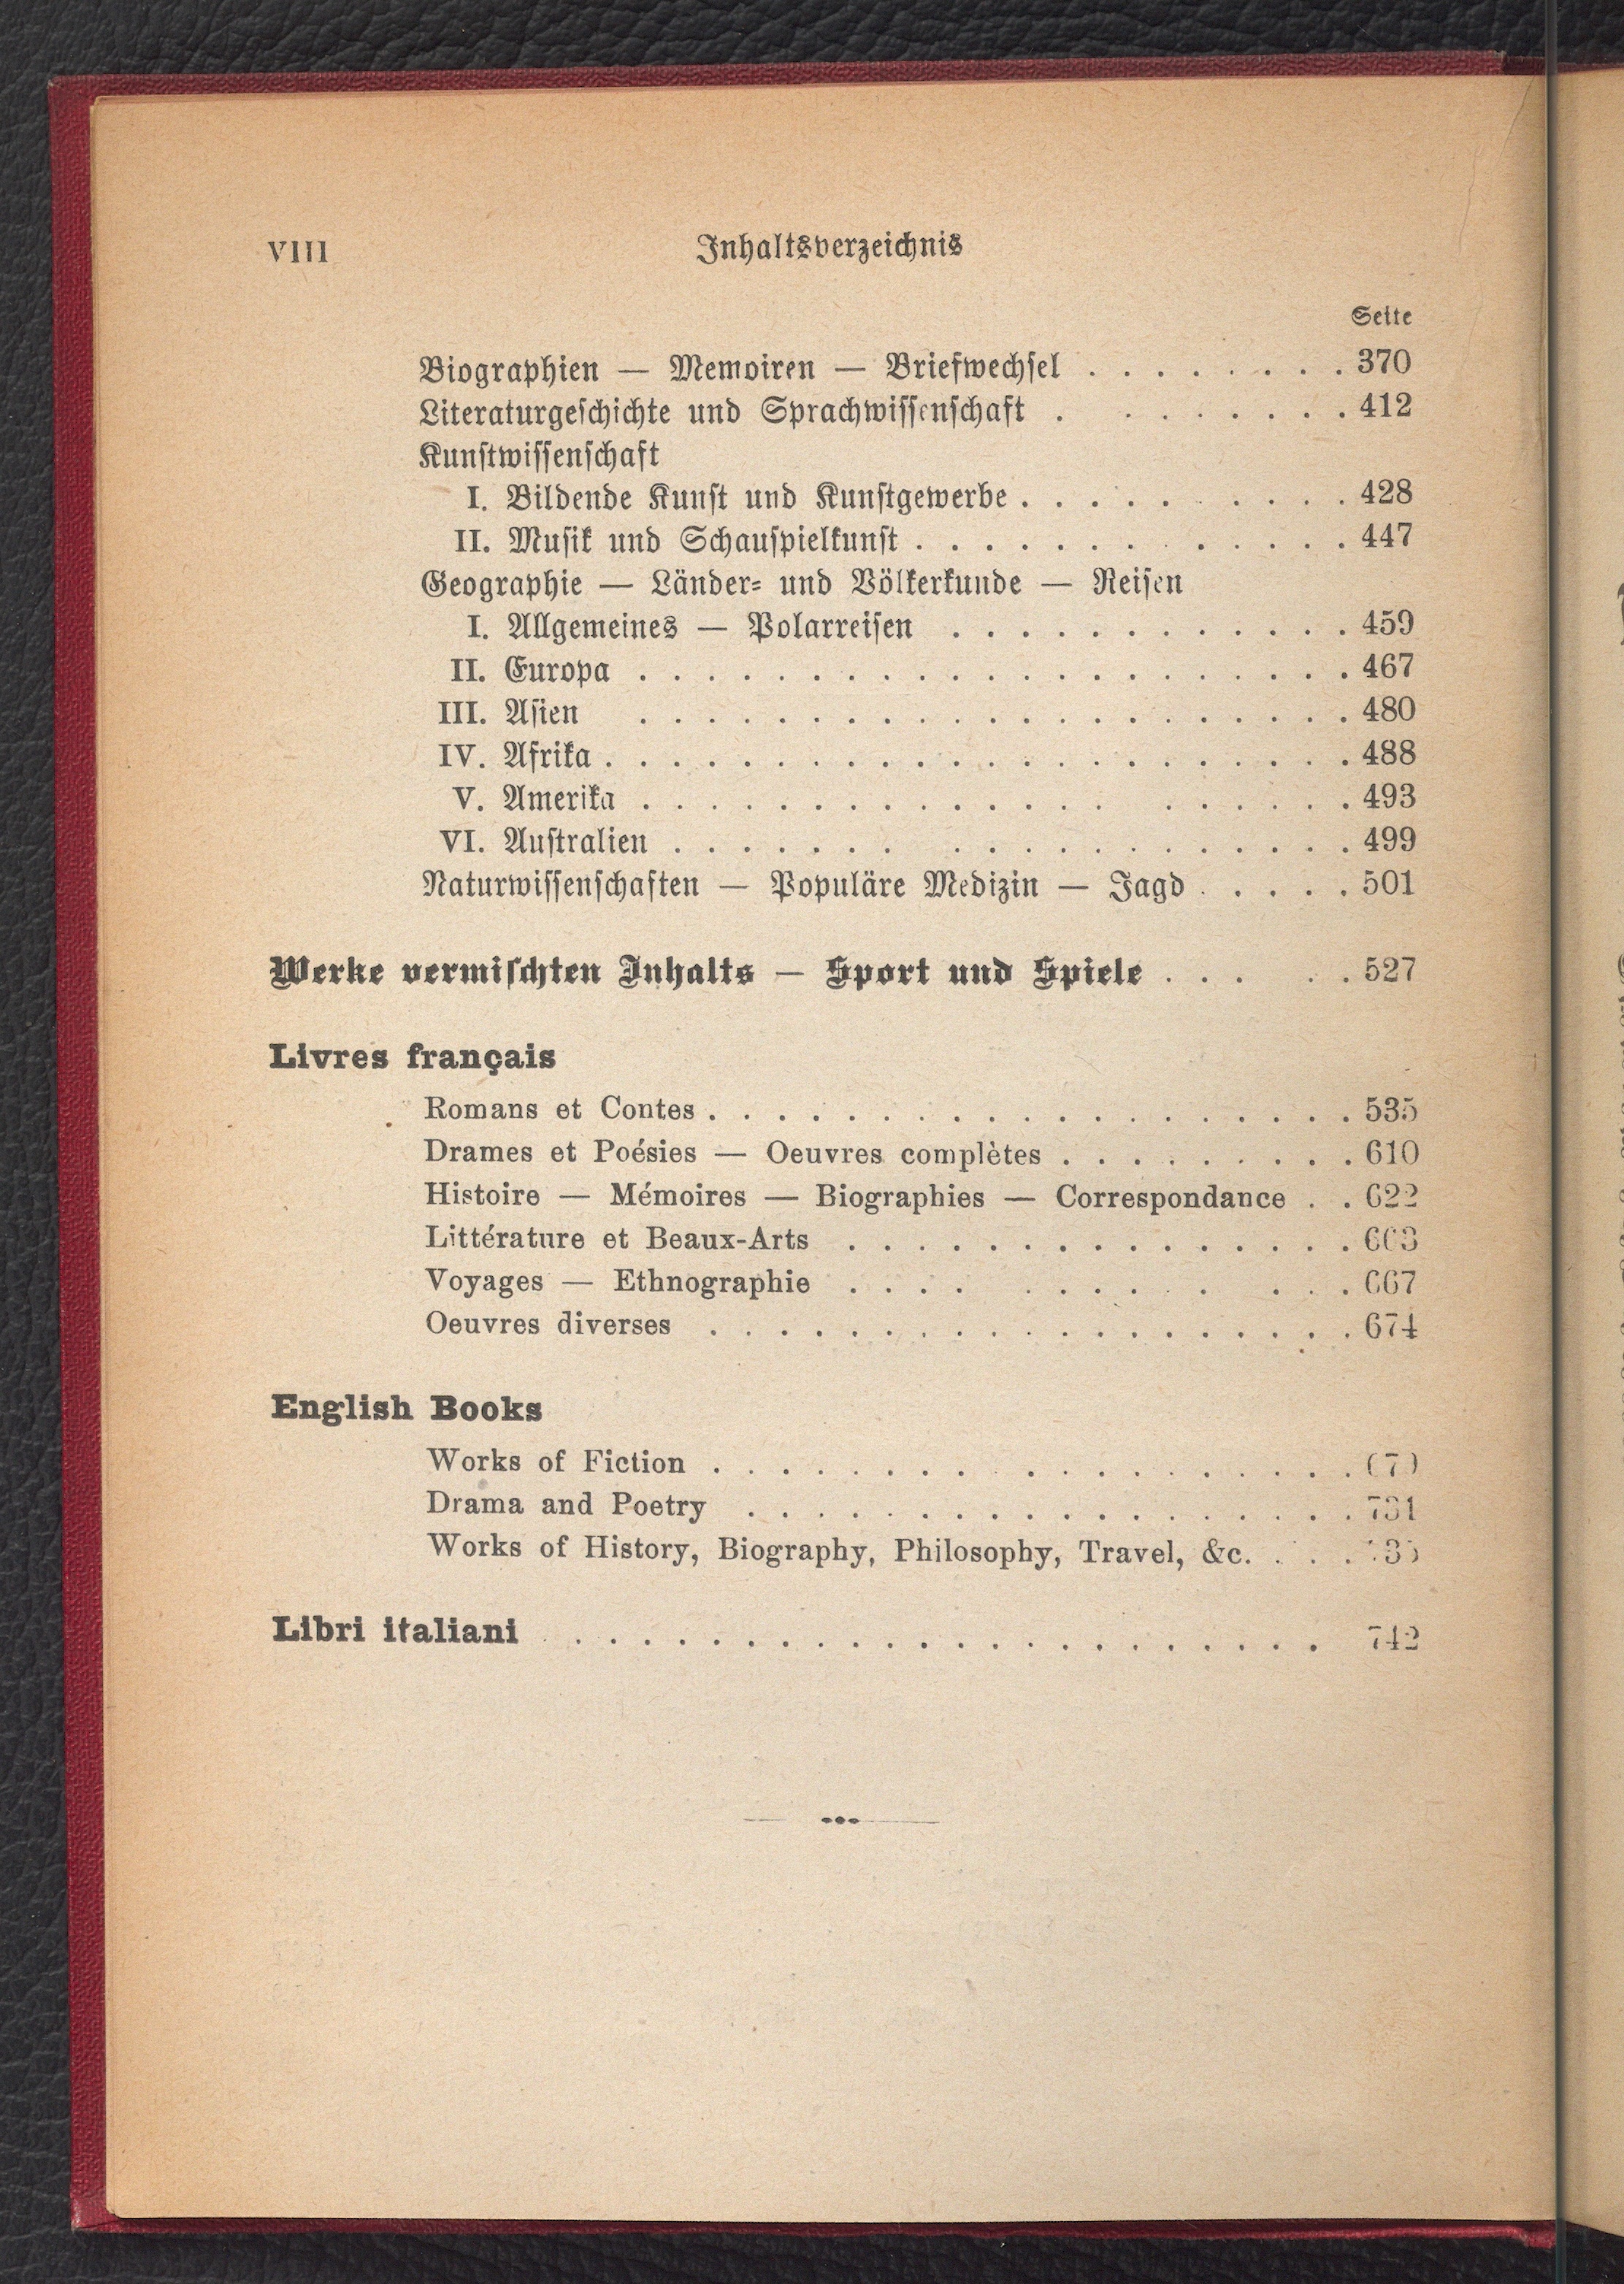 VIII Inhaltsverzeichnis
Seite
Biographien — Memoiren — Briefwechsel . . . . . . . . 370
Literaturgeschichte und Sprachwissenschaft . . . . . . . 412
Kunstwissenschaft
I. Bildende Kunst und Kunstgewerbe . . . . . . . . . . 428
II. Musik und Schauspielkunst . . . . . . . . . . . . . 447
Geographie — Länder- und Völkerkunde — Reisen
I. Allgemeines — Polarreisen . . . . . . . . . . . . 459
II. Europa . . . . . . . . . . . . . . . . . . . . . 467
III. Asien . . . . . . . . . . . . . . . . . . . . . 480
IV. Afrika . . . . . . . . . . . . . . . . . . . . . . 488
V. Amerika . . . . . . . . . . . . . . . . . . . . 493
VI. Australien . . . . . . . . . . . . . . . . . . . 499
Naturwissenschaften — Populäre Medizin — Jagd . . . . . 501
Werke vermischten Inhalts — Sport und Spiele . . . . . 527
Livres français
Romans et Contes . . . . . . . . . . . . . . . . . . . 535
Drames et Poésies — Oeuvres complètes . . . . . . . . . 610
Histoire — Mémoires — Biographies — Correspondance . . 622
Littérature et Beaux-Arts . . . . . . . . . . . . . . . 663
Voyages — Ethnographie . . . . . . . . . . . . 667
Oeuvres diverses . . . . . . . . . . . . . . . . . . . 674
English Books
Works of Fiction . . . . . . . . . . . . . . . . . . . 679
Drama and Poetry . . . . . . . . . . . . . . . . . . 731
Works of History, Biography, Philosophy, Travel, &c. . . .
Libri italiani . . . . . . . . . . . . . . . . . . . . . . 742